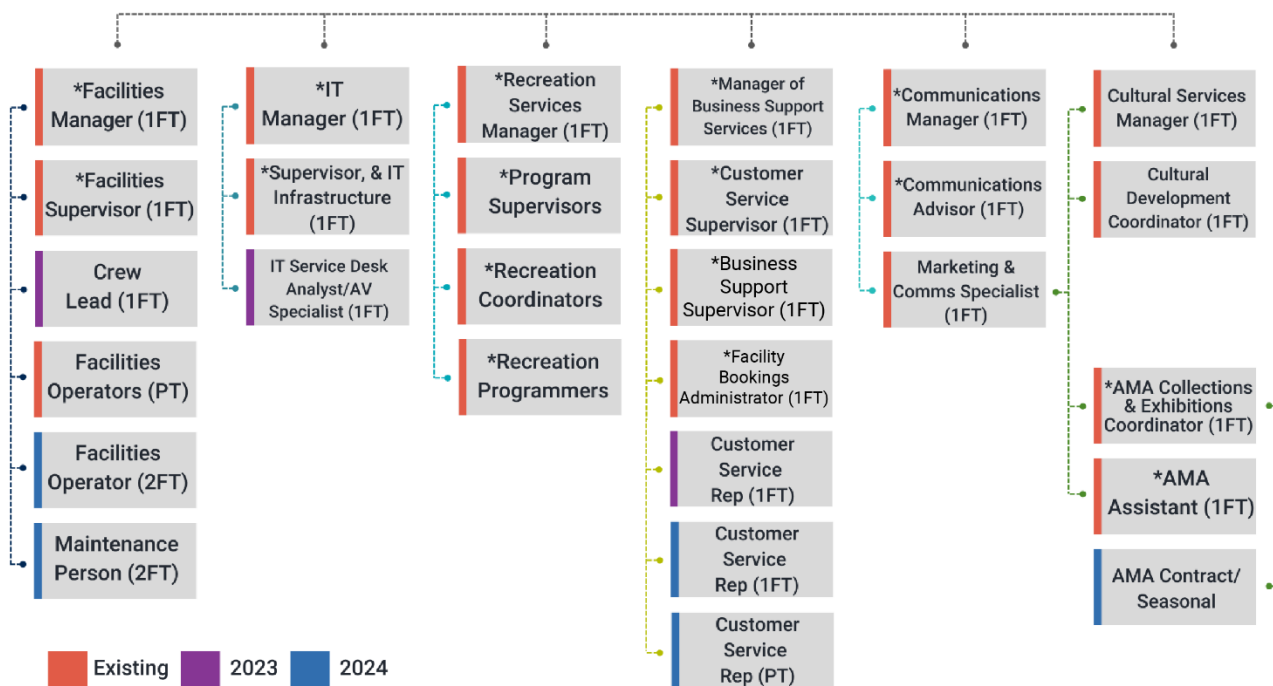 *Facilities
Manager (1FT)
*Facilities
Supervisor (1FT)
Crew
Lead (1FT)
Facilities
Operators (PT)
Facilities
Operator (2FT)
Maintenance
Person (2FT)
*IT
Manager (1FT)
*Supervisor, & IT
Infrastructure
(1FT)
IT Service Desk
Analyst/AV
Specialist (1FT)
*Recreation
Services
Manager (1FT)
*Program
Supervisors
*Recreation
Coordinators
*Recreation
Programmers
*Manager of
Business Support
Services (1FT)
*Customer
Service
Supervisor (1FT)
*Business
Support
Supervisor (1FT)
*Facility
Bookings
Administrator (1FT)
Customer
Service
Rep (1FT)
Customer
Service
Rep (1FT)
Customer
Service
Rep (PT)
*Communications
Manager (1FT)
*Communications
Advisor (1FT)
Marketing &
Comms Specialist
(1FT)
Cultural Services
Manager (1FT)
Cultural
Development
Coordinator (1FT)
*AMA Collections
& Exhibitions
Coordinator (1FT)
*AMA
Assistant (1FT)
AMA Contract/
Seasonal
Existing
2023
2024